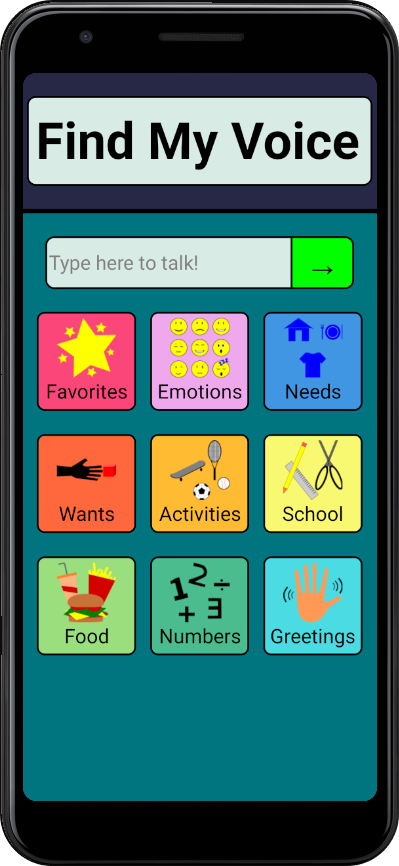 Find My Voice
Type here to talk! →
Favorites Emotions Needs
Wants Activities School
Food Numbers Greetings